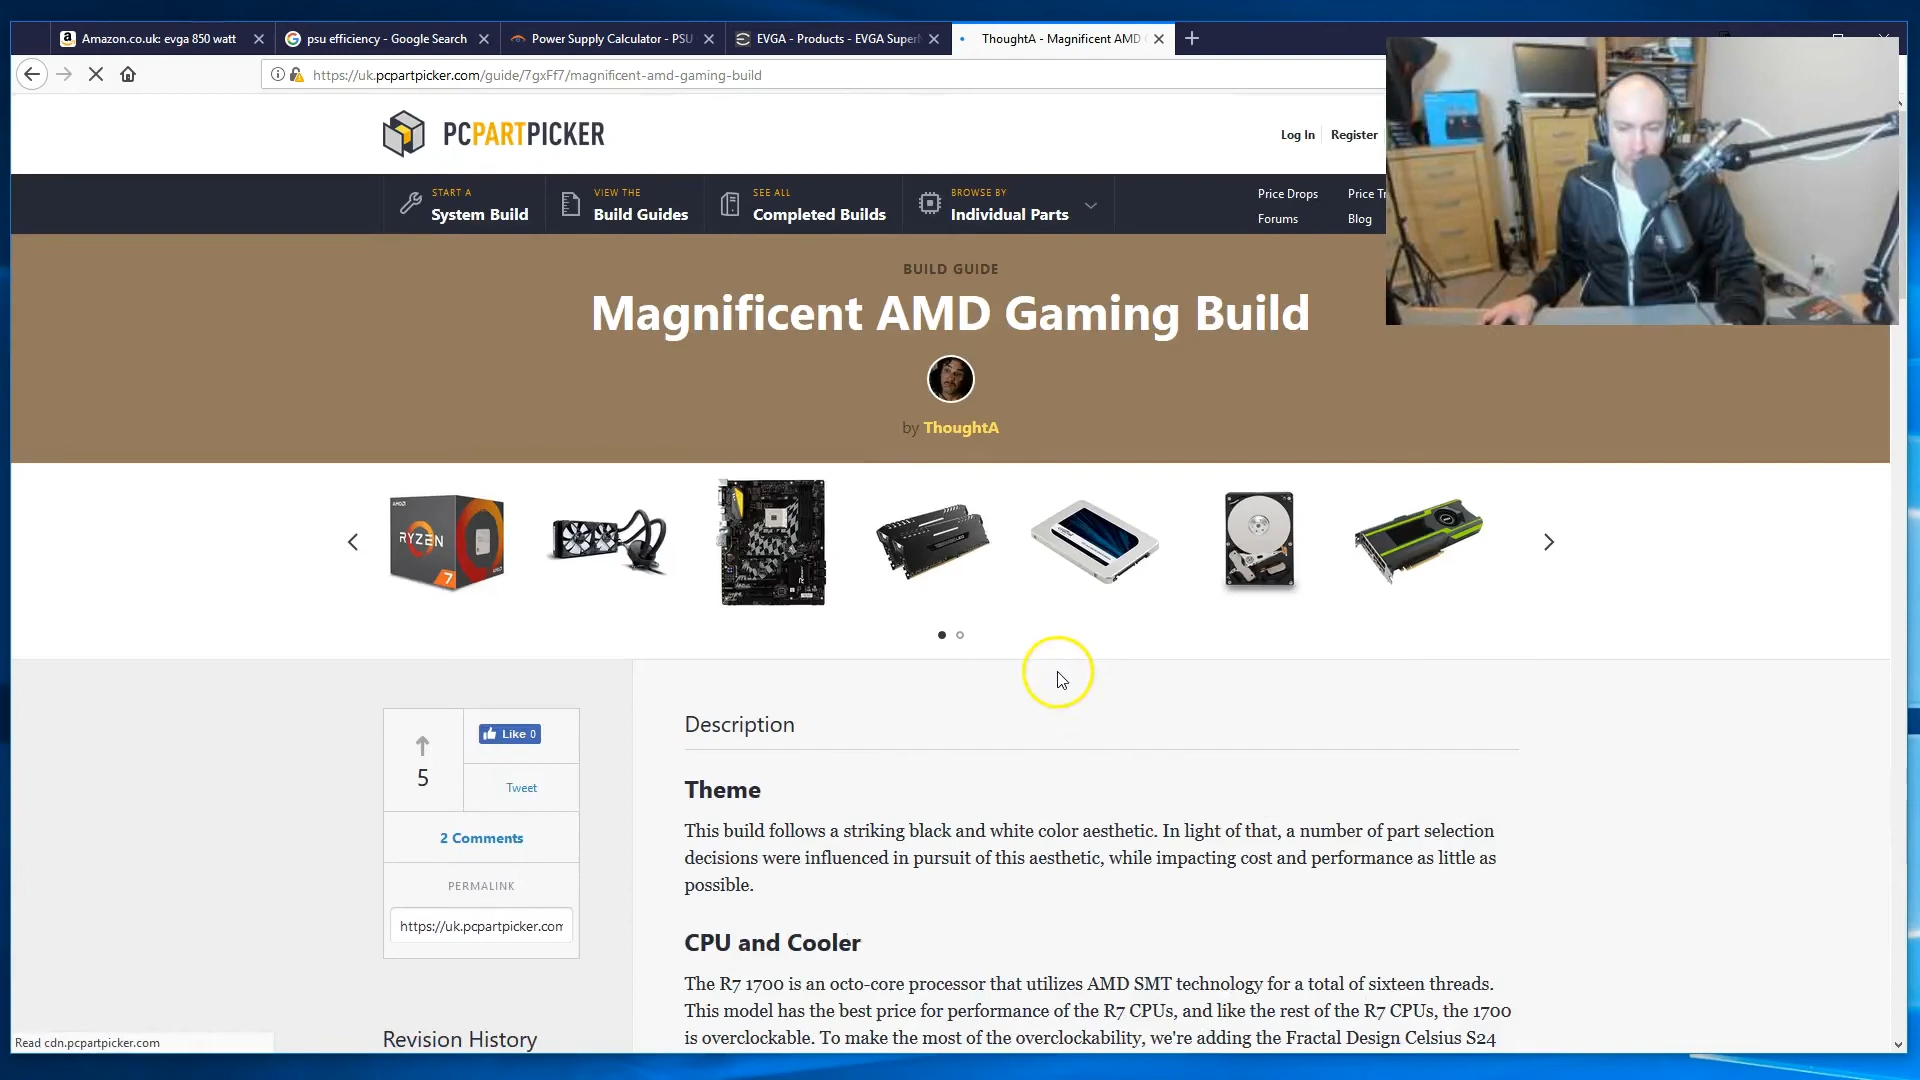 Amazon.co.uk: evga 850 watt
psu efficiency - Google Search
Power Supply Calculator - PSU
EVGA - Products - EVGA Super
ThoughtA - Magnificent AMD
https://uk.pcpartpicker.com/guide/7gxFf7/magnificent-amd-gaming-build
PCPARTPICKER
Log In
Register
START A
System Build
VIEW THE
Build Guides
SEE ALL
Completed Builds
BROWSE BY
Individual Parts
Price Drops
Price Tr
Forums
Blog
BUILD GUIDE
Magnificent AMD Gaming Build
by ThoughtA
AMD
RYZEN
7
Description
5
Like 0
Tweet
2 Comments
PERMALINK
https://uk.pcpartpicker.com
Revision History
Theme
This build follows a striking black and white color aesthetic. In light of that, a number of part selection
decisions were influenced in pursuit of this aesthetic, while impacting cost and performance as little as
possible.
CPU and Cooler
The R7 1700 is an octo-core processor that utilizes AMD SMT technology for a total of sixteen threads.
This model has the best price for performance of the R7 CPUs, and like the rest of the R7 CPUs, the 1700
is overclockable. To make the most of the overclockability, we're adding the Fractal Design Celsius S24
Read cdn.pcpartpicker.com